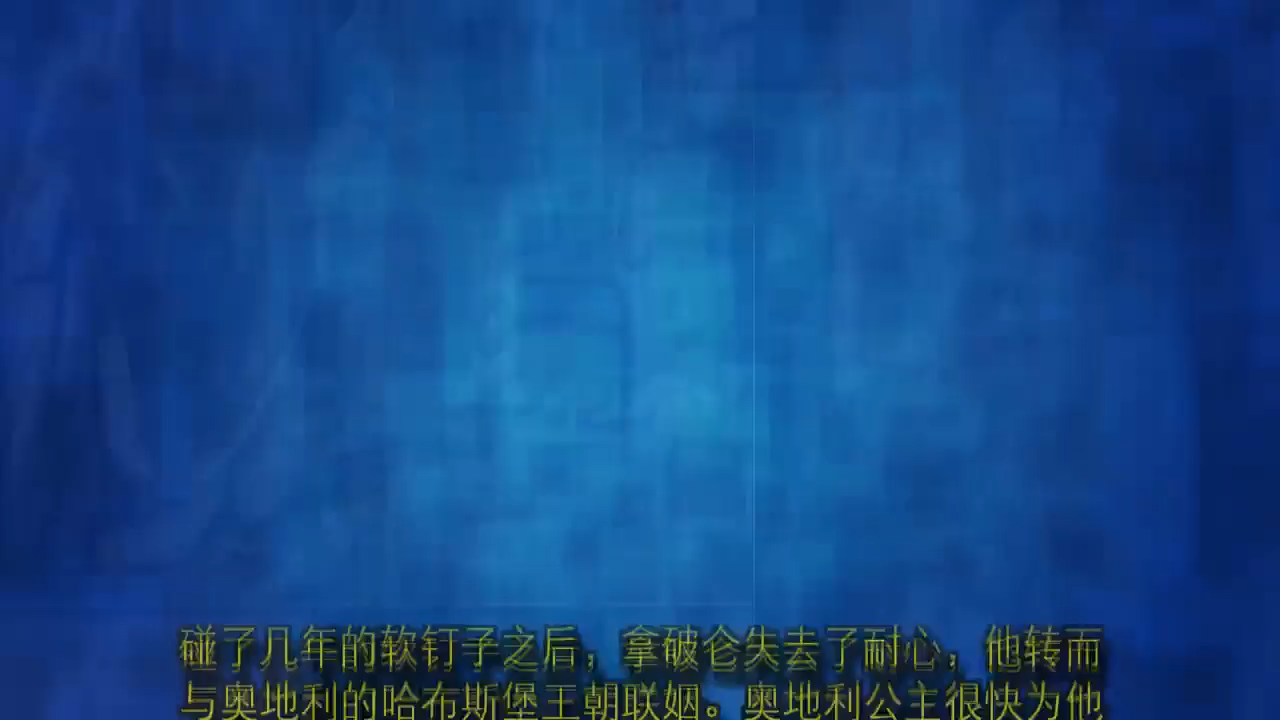 碰了几年的软钉子之后，拿破仑失去了耐心，他转而
与奥地利的哈布斯堡王朝联姻。奥地利公主很快为他